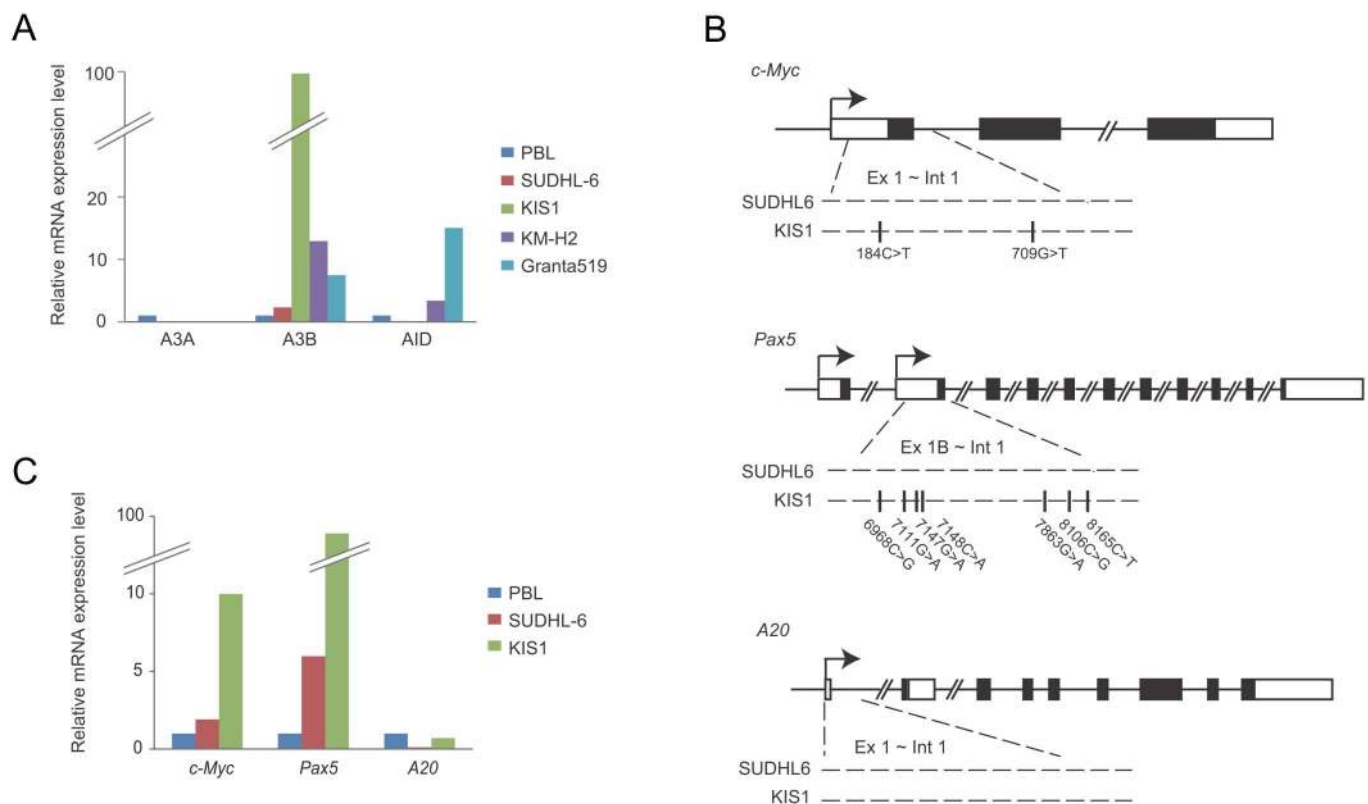 A
Relative mRNA expression level
100
20
10
0
A3A
A3B
AID
PBL
SUDHL-6
KIS1
KM-H2
Granta519
B
c-Myc
Ex 1 ~ Int 1
SUDHL6
KIS1
184C>T
709G>T
Pax5
Ex 1B ~ Int 1
SUDHL6
KIS1
6968C>G
7111G>A
7147G>A
7148C>A
7863G>A
8106C>G
8165C>T
A20
Ex 1 ~ Int 1
SUDHL6
KIS1
C
Relative mRNA expression level
100
10
5
0
c-Myc
Pax5
A20
PBL
SUDHL-6
KIS1